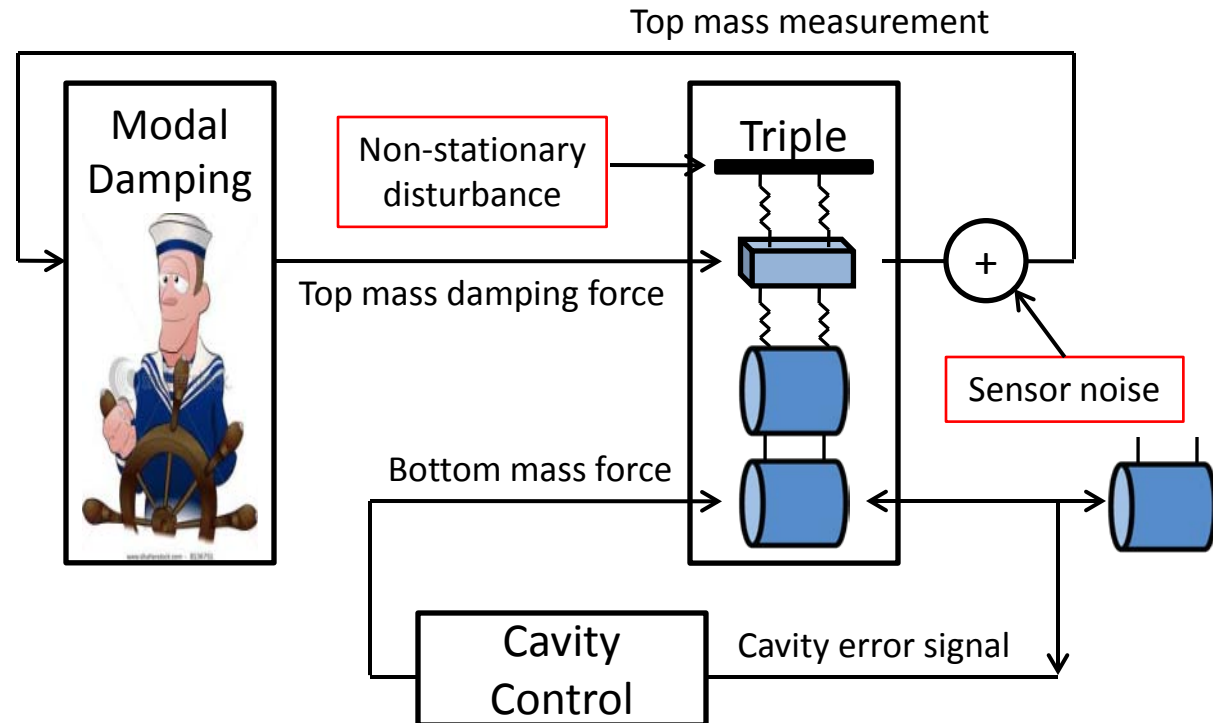 Top mass measurement
Modal
Damping
Non-stationary
disturbance
Triple
+
Top mass damping force
Sensor noise
Bottom mass force
Cavity
Control
Cavity error signal